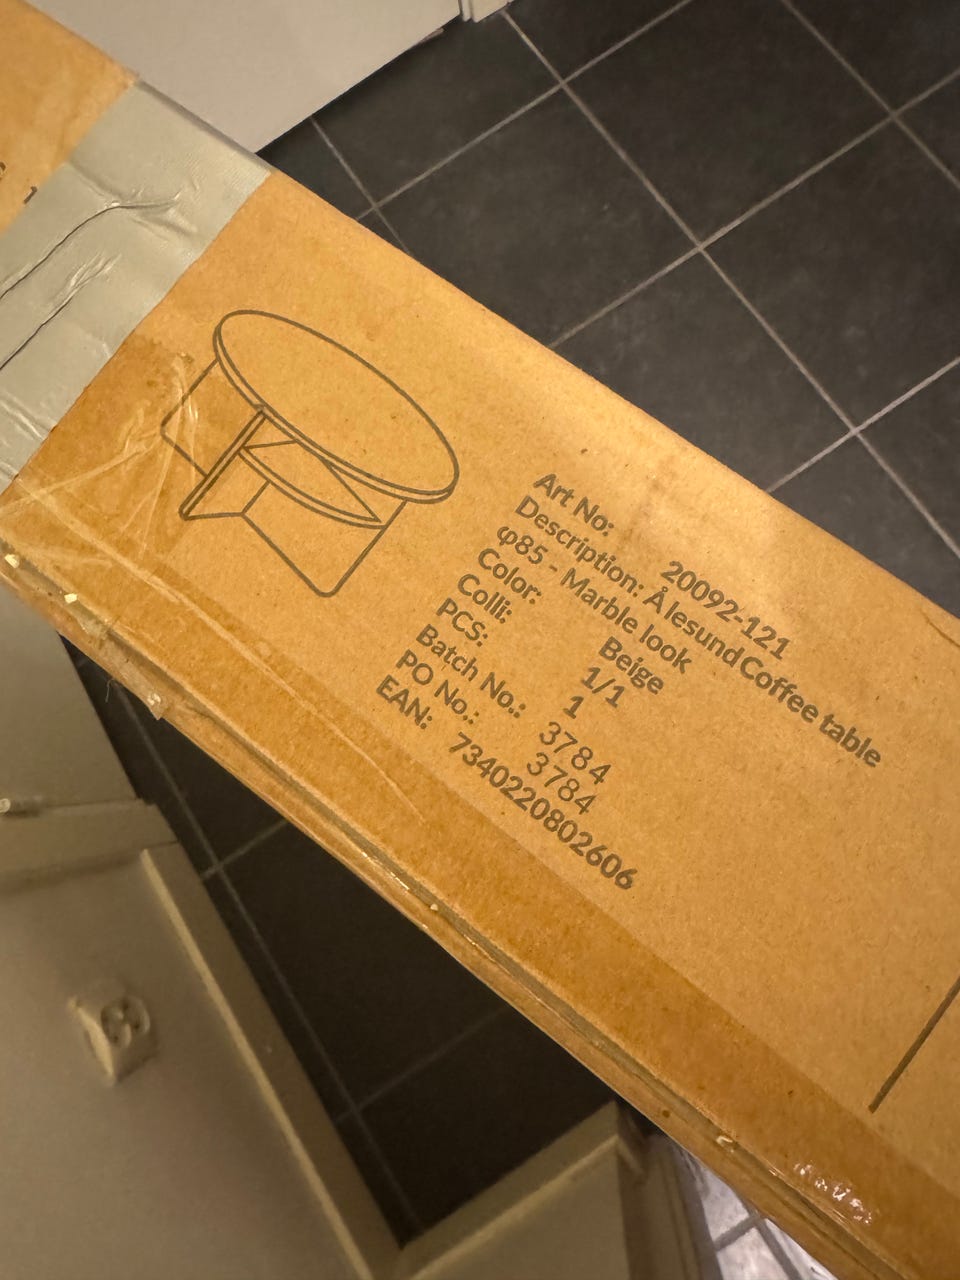 Art No: 20092-121
Description: Ålesund Coffee table
φ85 - Marble look
Color: Beige
Colli: 1/1
PCS: 1
Batch No.: 3784
PO No.: 3784
EAN: 7340220802606